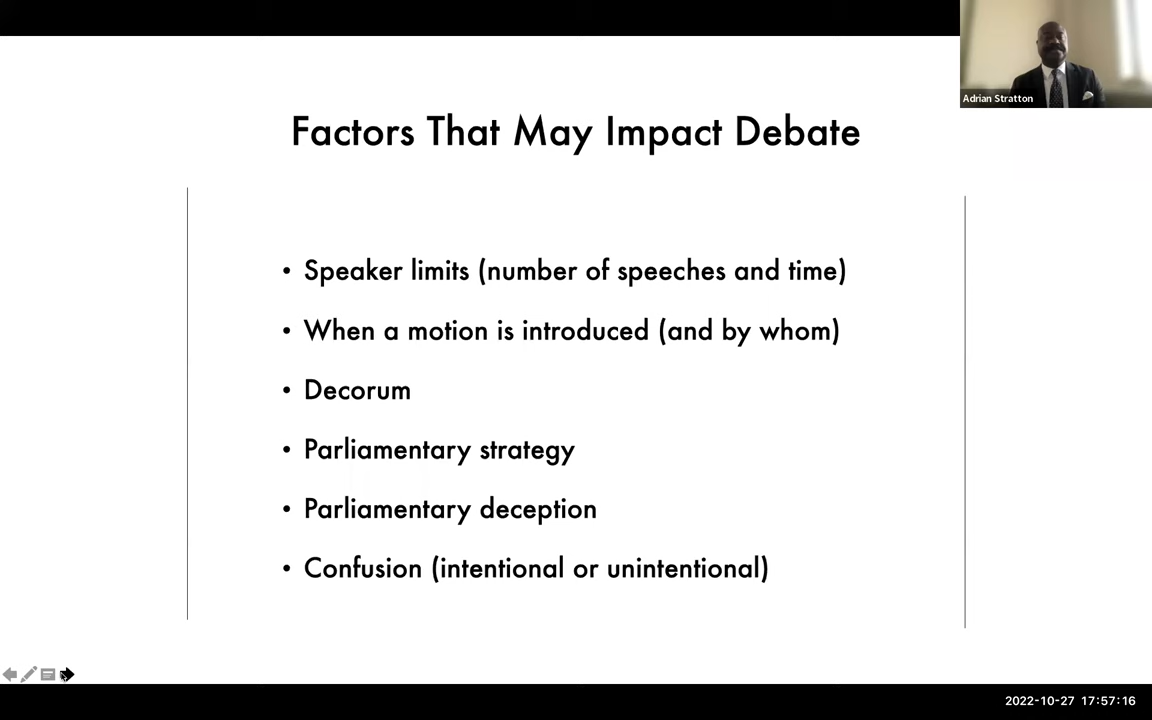 Adrian Stratton
Factors That May Impact Debate
• Speaker limits (number of speeches and time)
• When a motion is introduced (and by whom)
• Decorum
• Parliamentary strategy
• Parliamentary deception
• Confusion (intentional or unintentional)
2022-10-27 17:57:16